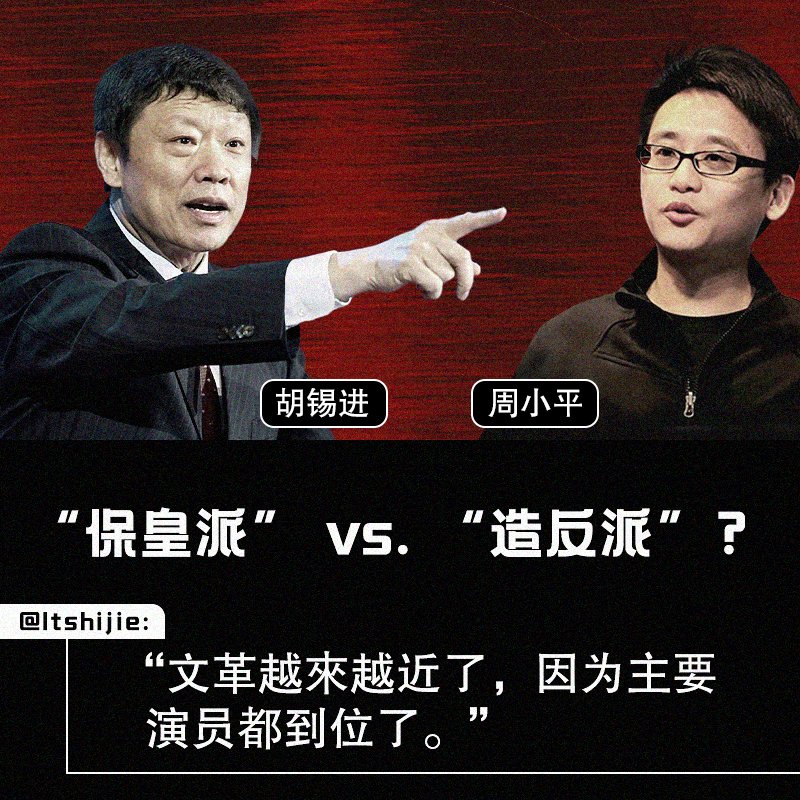 胡锡进
周小平
“保皇派” vs. “造反派”？
@ltshijie:
“文革越來越近了，因为主要
演员都到位了。”